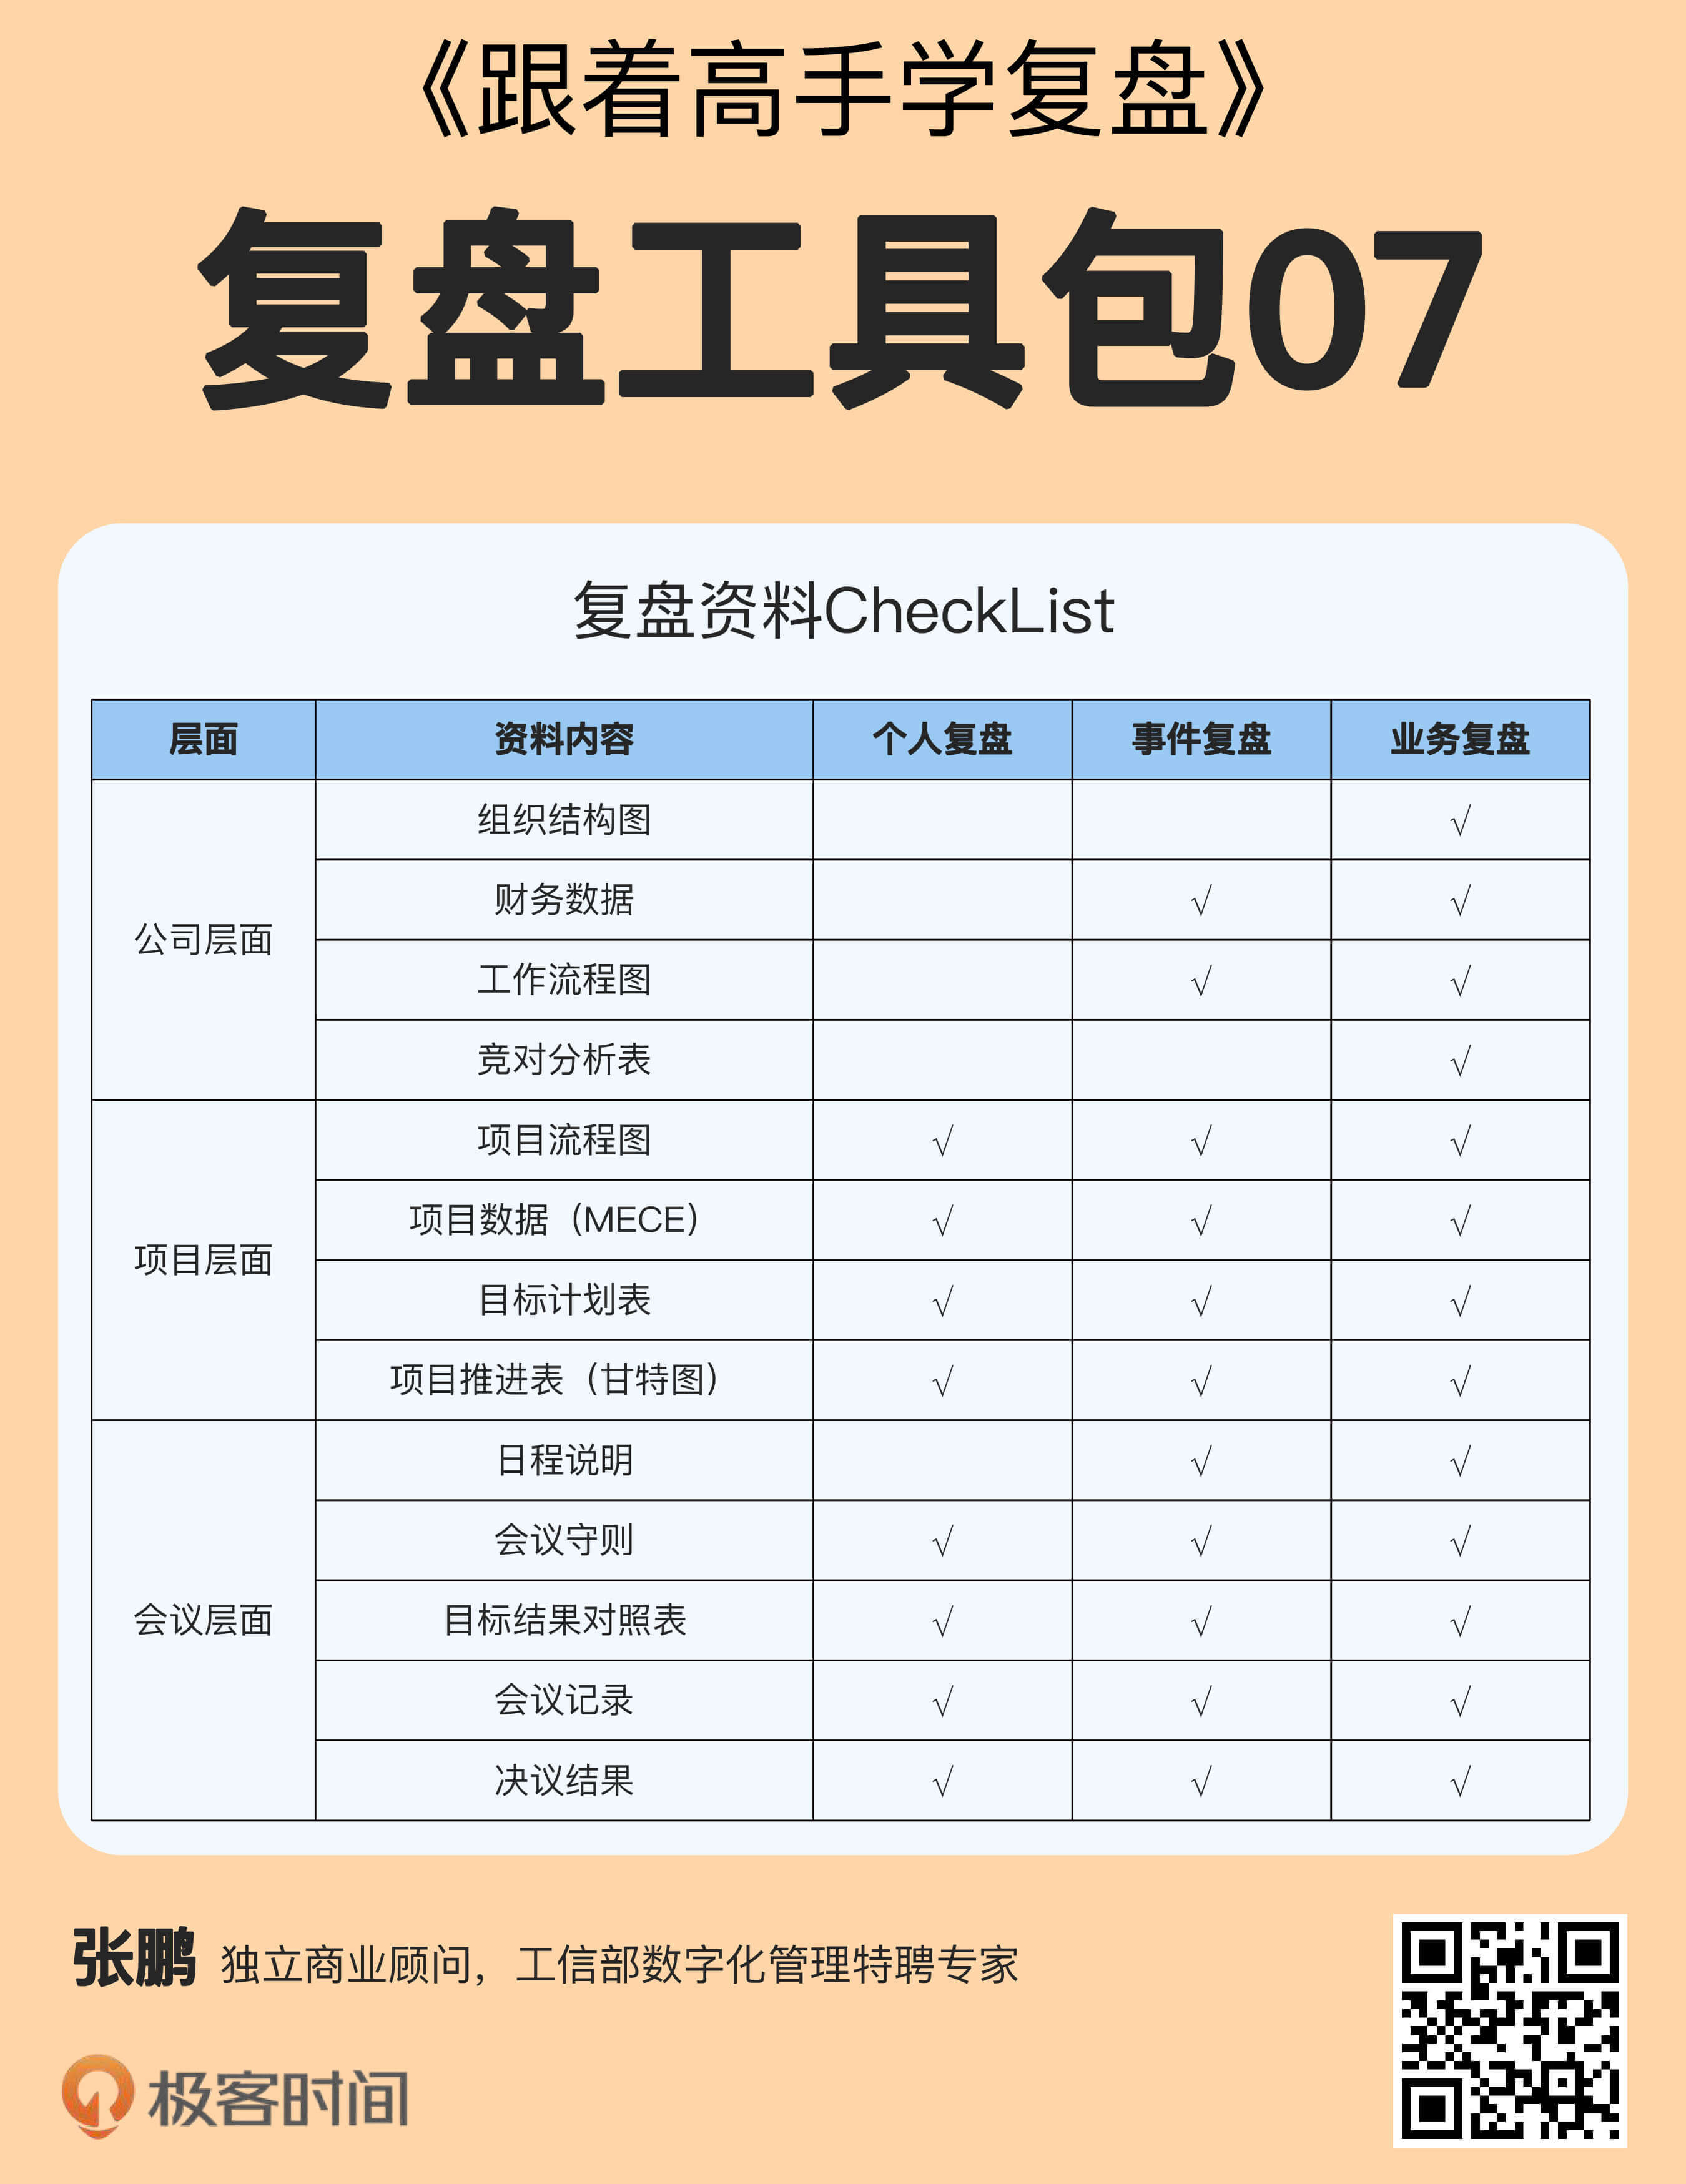 《跟着高手学复盘》
复盘工具包07
复盘资料CheckList
层面 资料内容 个人复盘 事件复盘 业务复盘
公司层面
组织结构图 √
财务数据 √ √
工作流程图 √ √
竞对分析表 √
项目层面
项目流程图 √ √ √
项目数据（MECE） √ √ √
目标计划表 √ √ √
项目推进表（甘特图） √ √ √
会议层面
日程说明 √ √
会议守则 √ √ √
目标结果对照表 √ √ √
会议记录 √ √ √
决议结果 √ √ √
张鹏 独立商业顾问，工信部数字化管理特聘专家
极客时间